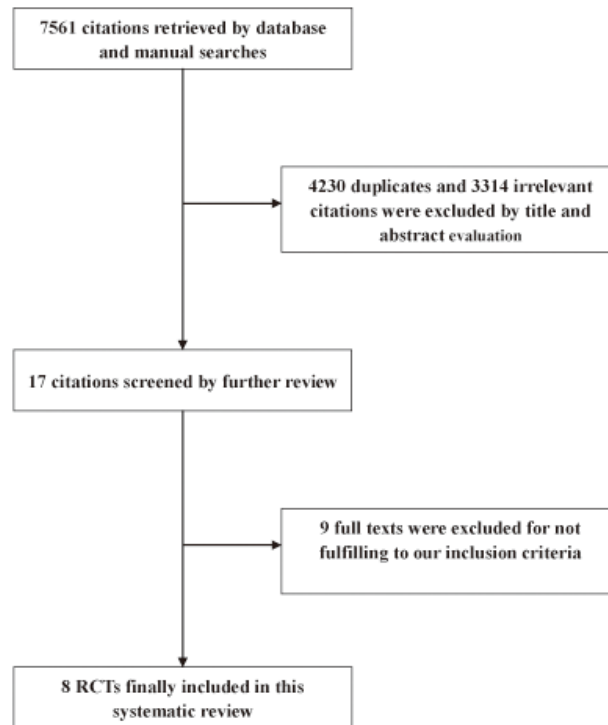 7561 citations retrieved by database
and manual searches
4230 duplicates and 3314 irrelevant
citations were excluded by title and
abstract evaluation
17 citations screened by further review
9 full texts were excluded for not
fulfilling to our inclusion criteria
8 RCTs finally included in this
systematic review